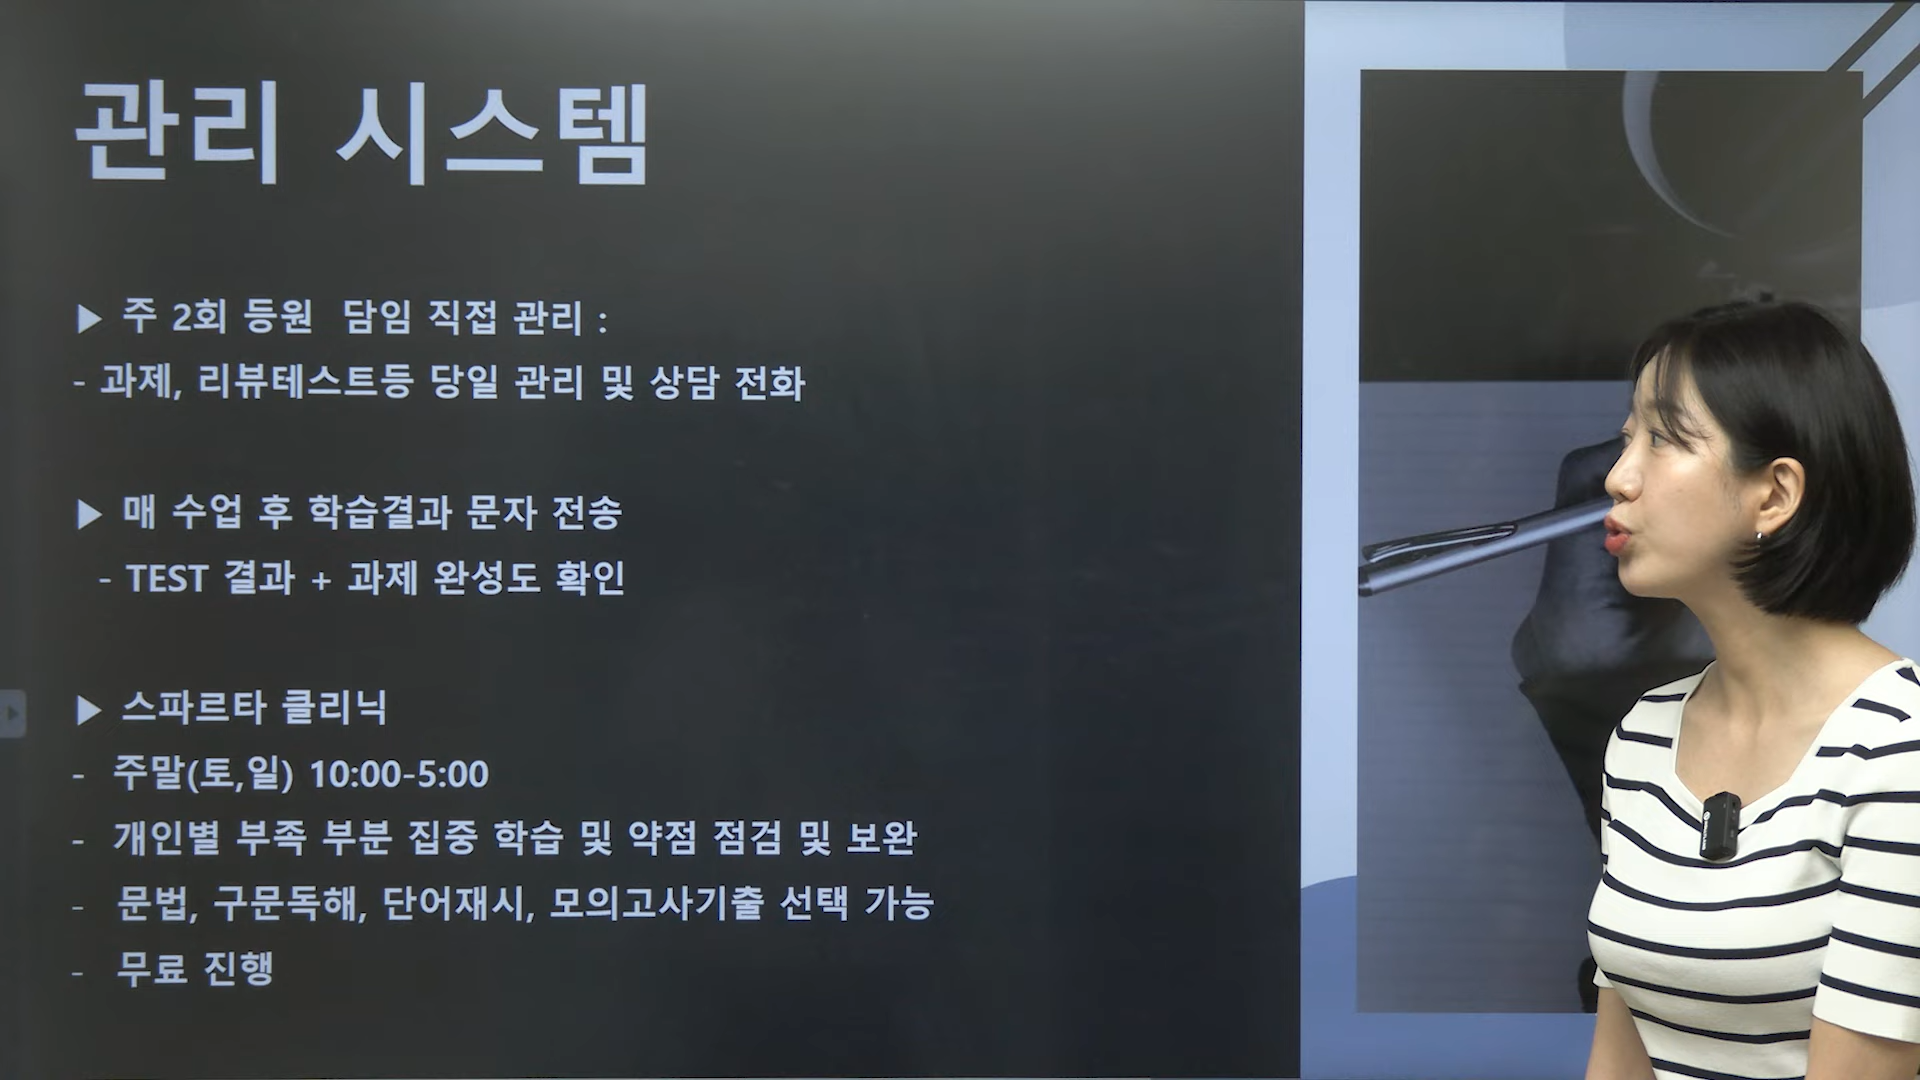 관리 시스템
▶ 주 2회 등원 담임 직접 관리 :
- 과제, 리뷰테스트등 당일 관리 및 상담 전화
▶ 매 수업 후 학습결과 문자 전송
- TEST 결과 + 과제 완성도 확인
▶ 스파르타 클리닉
- 주말(토,일) 10:00-5:00
- 개인별 부족 부분 집중 학습 및 약점 점검 및 보완
- 문법, 구문독해, 단어재시, 모의고사기출 선택 가능
- 무료 진행